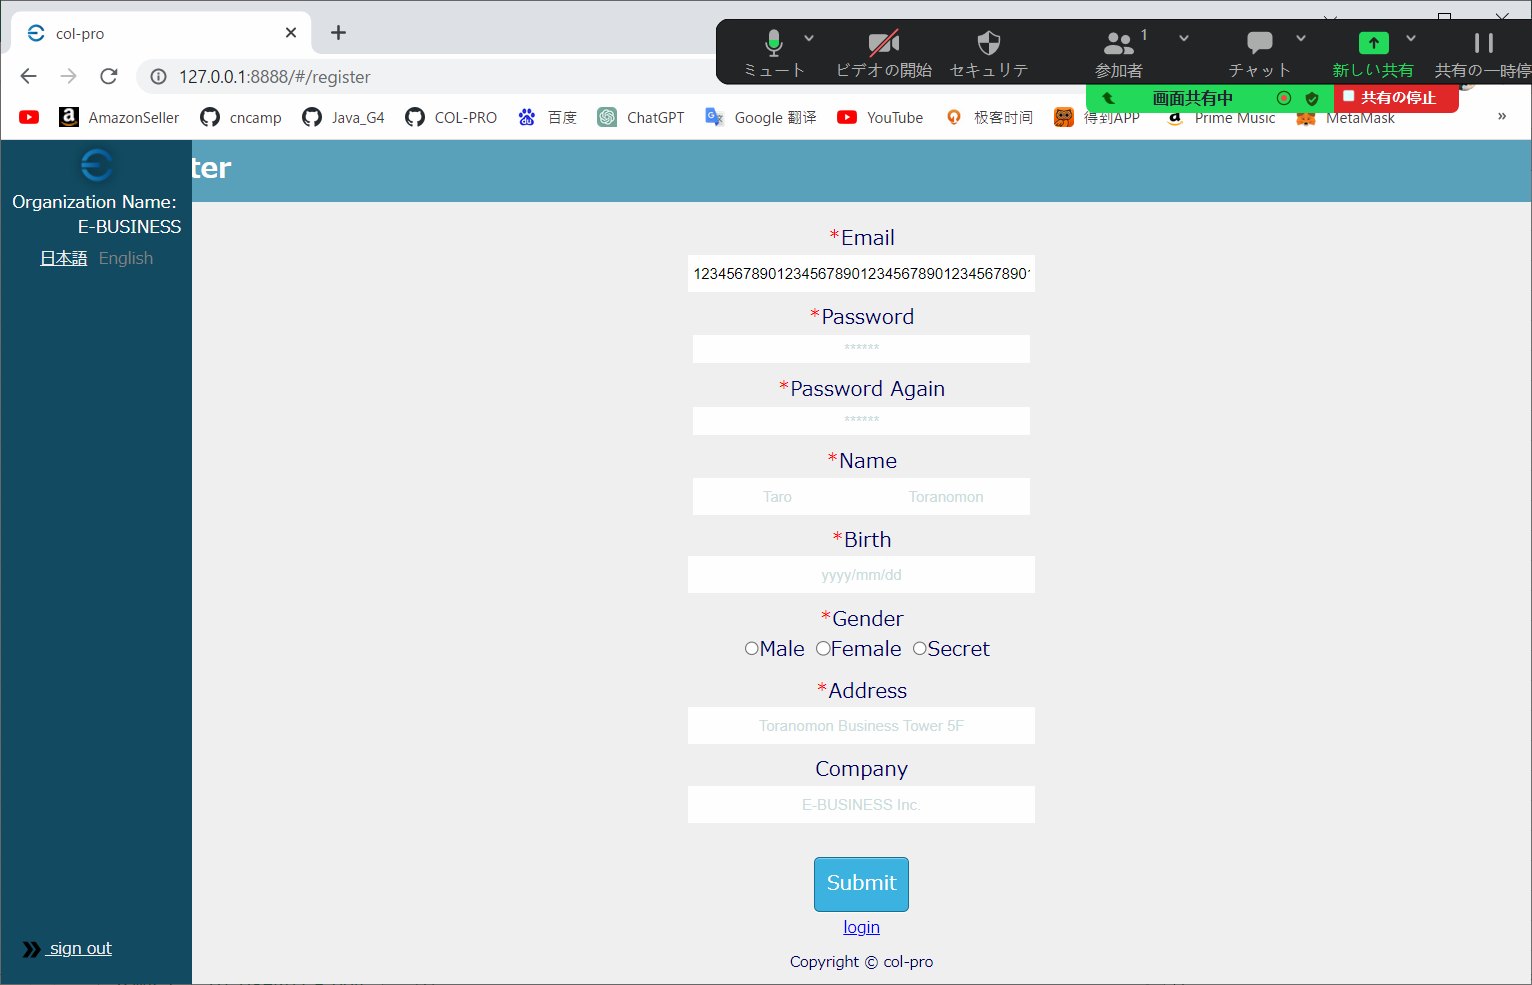 col-pro
127.0.0.1:8888/#/register
ミュート
ビデオの開始
セキュリテ
参加者
1
チャット
新しい共有
共有の一時停
画面共有中
共有の停止
AmazonSeller
cncamp
Java_G4
COL-PRO
百度
ChatGPT
Google 翻译
YouTube
极客时间
得到APP
Prime Music
MetaMask
»
ter
Organization Name:
E-BUSINESS
日本語 English
*Email
1234567890123456789012345678901234567890
*Password
******
*Password Again
******
*Name
Taro Toranomon
*Birth
yyyy/mm/dd
*Gender
Male Female Secret
*Address
Toranomon Business Tower 5F
Company
E-BUSINESS Inc.
Submit
login
sign out
Copyright © col-pro